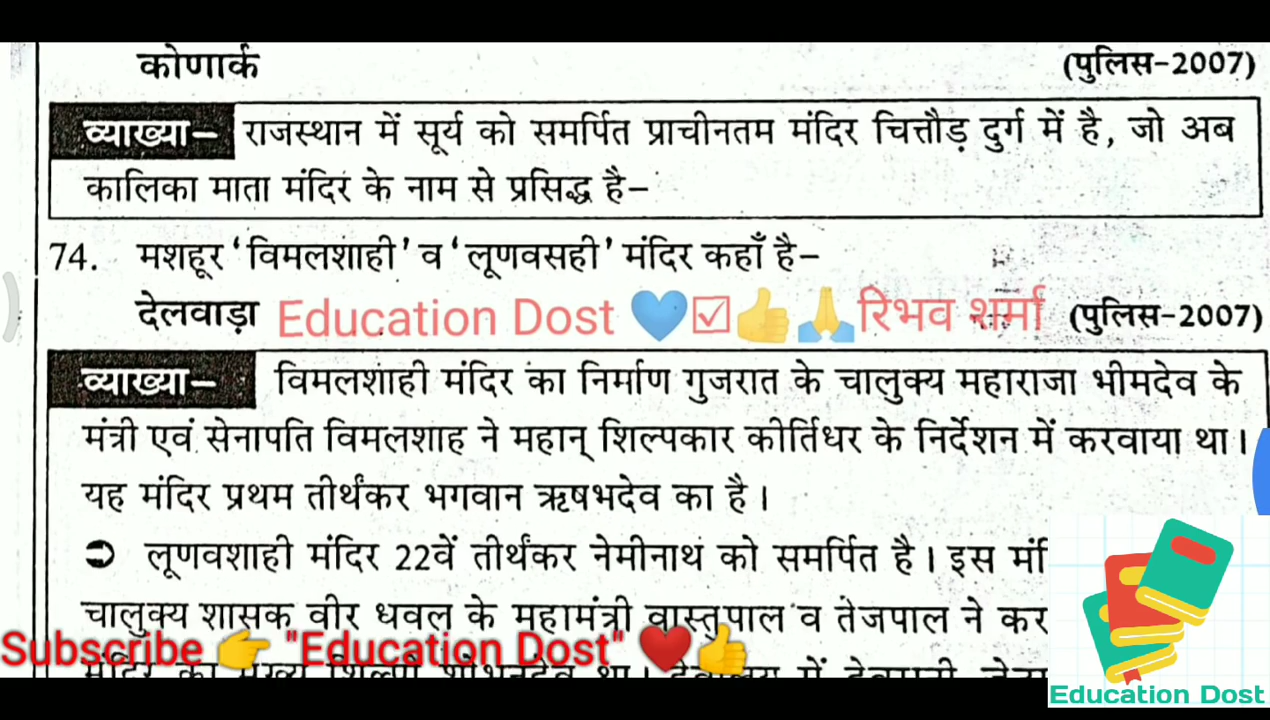 कोणार्क (पुलिस-2007)
व्याख्या– राजस्थान में सूर्य को समर्पित प्राचीनतम मंदिर चित्तौड़ दुर्ग में है, जो अब
कालिका माता मंदिर के नाम से प्रसिद्ध है–
74. मशहूर 'विमलशाही' व 'लूणवसही' मंदिर कहाँ है–
देलवाड़ा Education Dost रिभव शर्मा (पुलिस-2007)
व्याख्या– विमलशाही मंदिर का निर्माण गुजरात के चालुक्य महाराजा भीमदेव के
मंत्री एवं सेनापति विमलशाह ने महान् शिल्पकार कीर्तिधर के निर्देशन में करवाया था।
यह मंदिर प्रथम तीर्थंकर भगवान ऋषभदेव का है।
➲ लूणवशाही मंदिर 22वें तीर्थंकर नेमीनाथ को समर्पित है। इस मं
चालुक्य शासक वीर धवल के महामंत्री वास्तुपाल व तेजपाल ने कर
Subscribe "Education Dost"
Education Dost